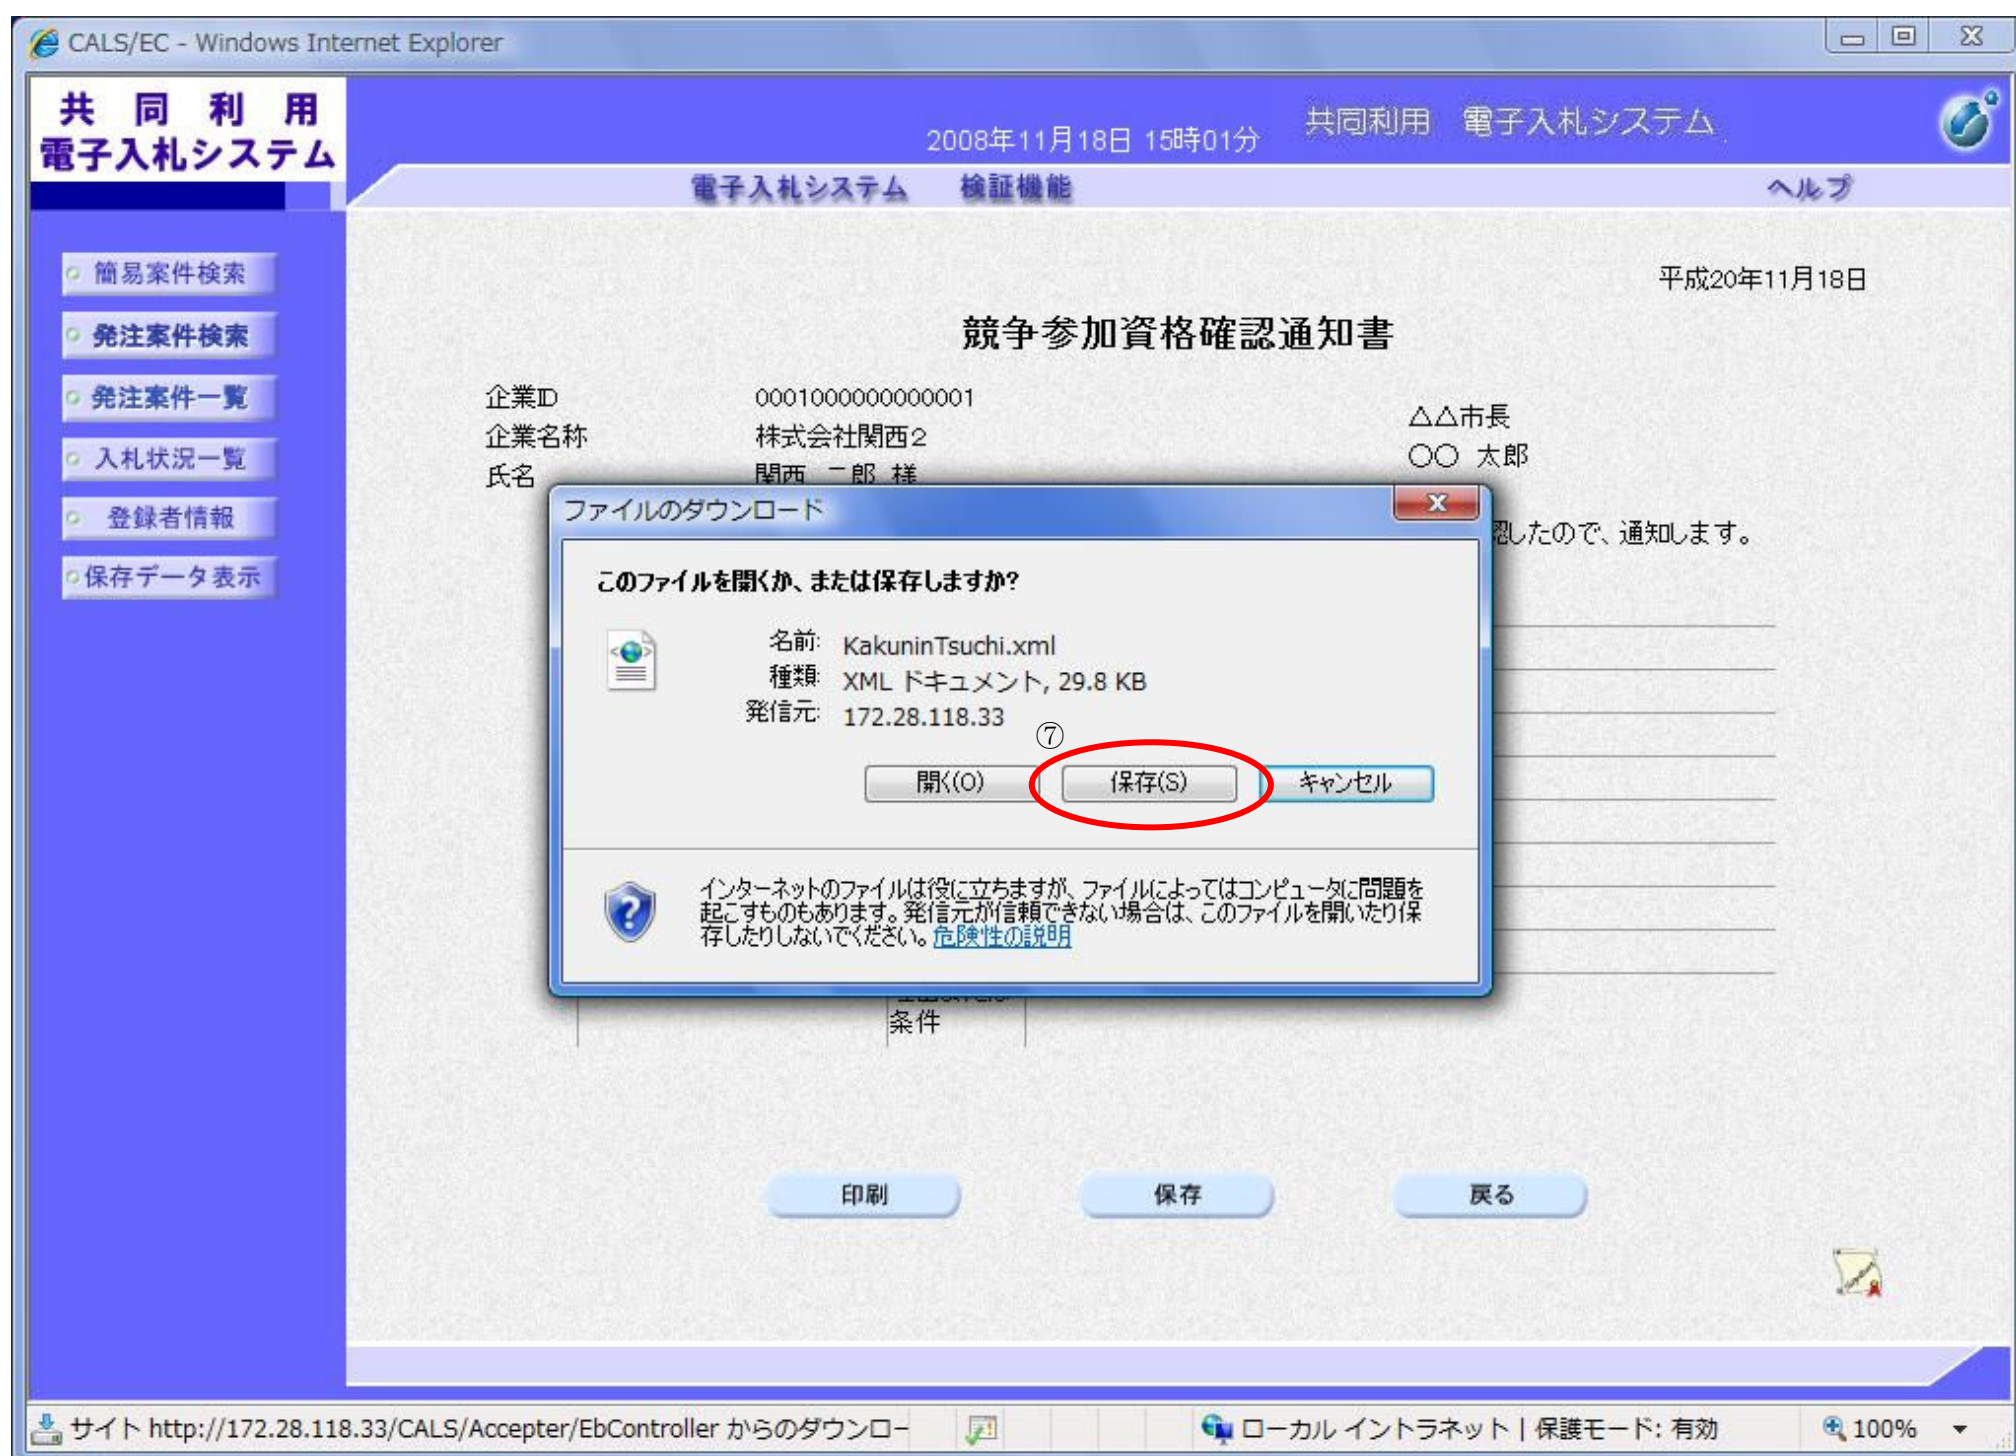 CALS/EC - Windows Internet Explorer
共 同 利 用
電子入札システム
2008年11月18日 15時01分
共同利用 電子入札システム
電子入札システム 検証機能 ヘルプ
簡易案件検索
発注案件検索
発注案件一覧
入札状況一覧
登録者情報
保存データ表示
平成20年11月18日
競争参加資格確認通知書
企業ID 0001000000000001
企業名称 株式会社関西2
氏名 関西 二郎 様
△△市長
〇〇 太郎
認したので、通知します。
ファイルのダウンロード
このファイルを開くか、または保存しますか?
名前: KakuninTsuchi.xml
種類: XML ドキュメント, 29.8 KB
発信元: 172.28.118.33
⑦
開く(O) 保存(S) キャンセル
インターネットのファイルは役に立ちますが、ファイルによってはコンピュータに問題を
起こすものもあります。発信元が信頼できない場合は、このファイルを開いたり保
存したりしないでください。危険性の説明
条件
印刷 保存 戻る
サイト http://172.28.118.33/CALS/Accepter/EbController からのダウンロー
ローカル イントラネット | 保護モード: 有効
100%